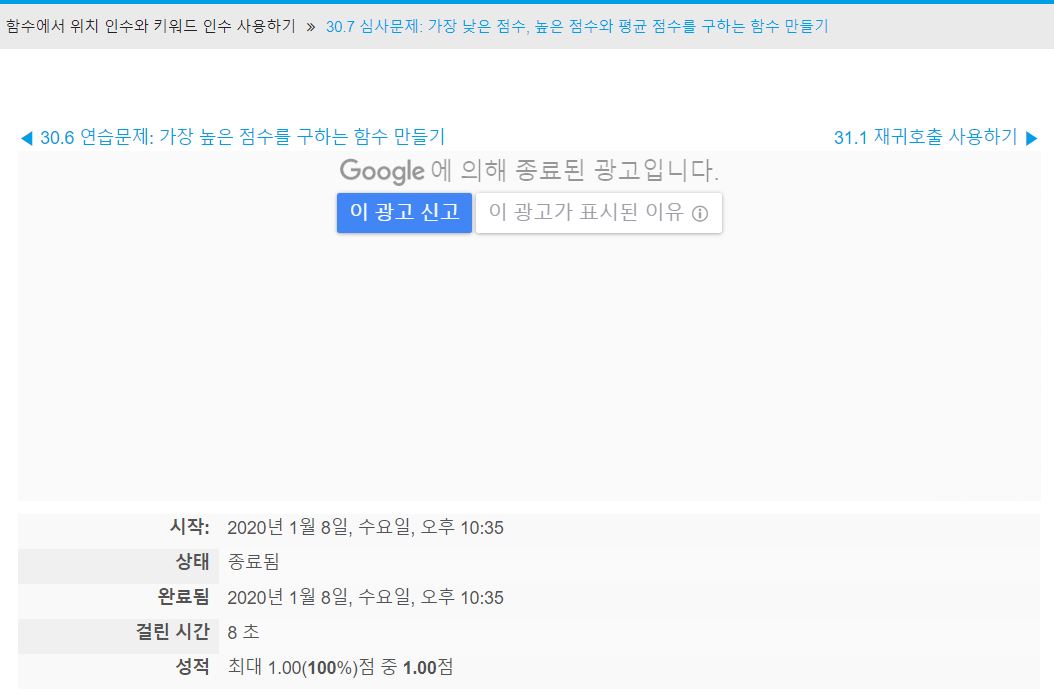 함수에서 위치 인수와 키워드 인수 사용하기 » 30.7 심사문제: 가장 낮은 점수, 높은 점수와 평균 점수를 구하는 함수 만들기
◀ 30.6 연습문제: 가장 높은 점수를 구하는 함수 만들기 31.1 재귀호출 사용하기 ▶
Google 에 의해 종료된 광고입니다.
이 광고 신고 이 광고가 표시된 이유 ⓘ
시작: 2020년 1월 8일, 수요일, 오후 10:35
상태 종료됨
완료됨 2020년 1월 8일, 수요일, 오후 10:35
걸린 시간 8 초
성적 최대 1.00(100%)점 중 1.00점